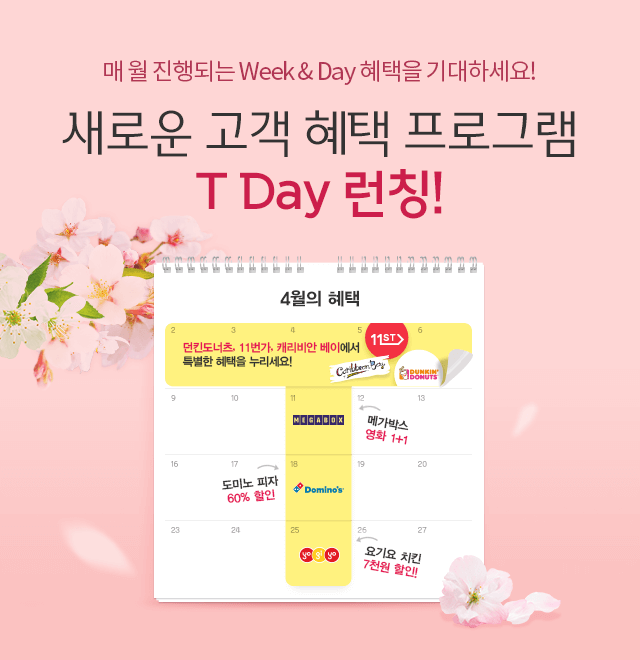 매 월 진행되는 Week & Day 혜택을 기대하세요!
새로운 고객 혜택 프로그램
T Day 런칭!
4월의 혜택
2 3 4 5 6
던킨도너츠, 11번가, 캐리비안 베이에서
특별한 혜택을 누리세요!
11ST
Caribbean Bay
DUNKIN'
DONUTS
9 10 11 12 13
MEGABOX
메가박스
영화 1+1
16 17 18 19 20
도미노 피자
60% 할인
Domino's
23 24 25 26 27
yogiyo
요기요 치킨
7천원 할인!